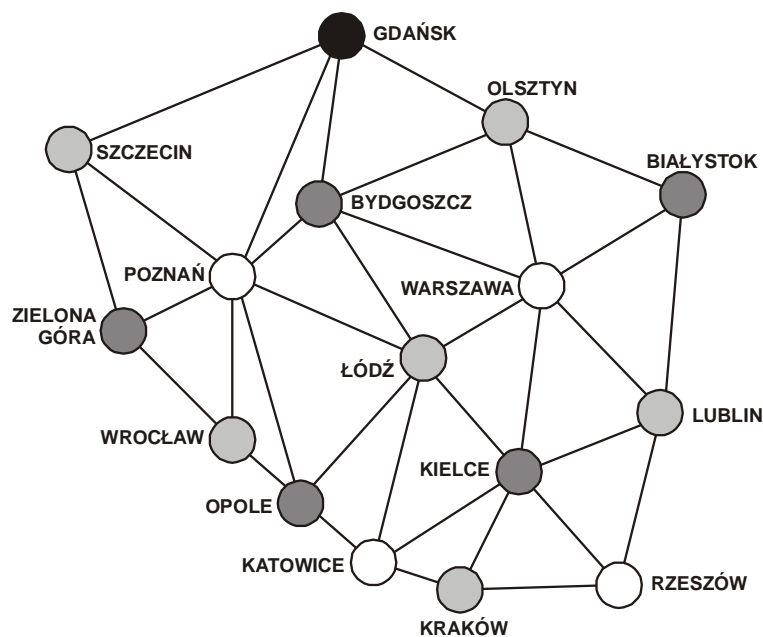 GDAŃSK
OLSZTYN
SZCZECIN
BIAŁYSTOK
BYDGOSZCZ
POZNAŃ
WARSZAWA
ZIELONA
GÓRA
ŁÓDŹ
LUBLIN
WROCŁAW
KIELCE
OPOLE
KATOWICE
RZESZÓW
KRAKÓW